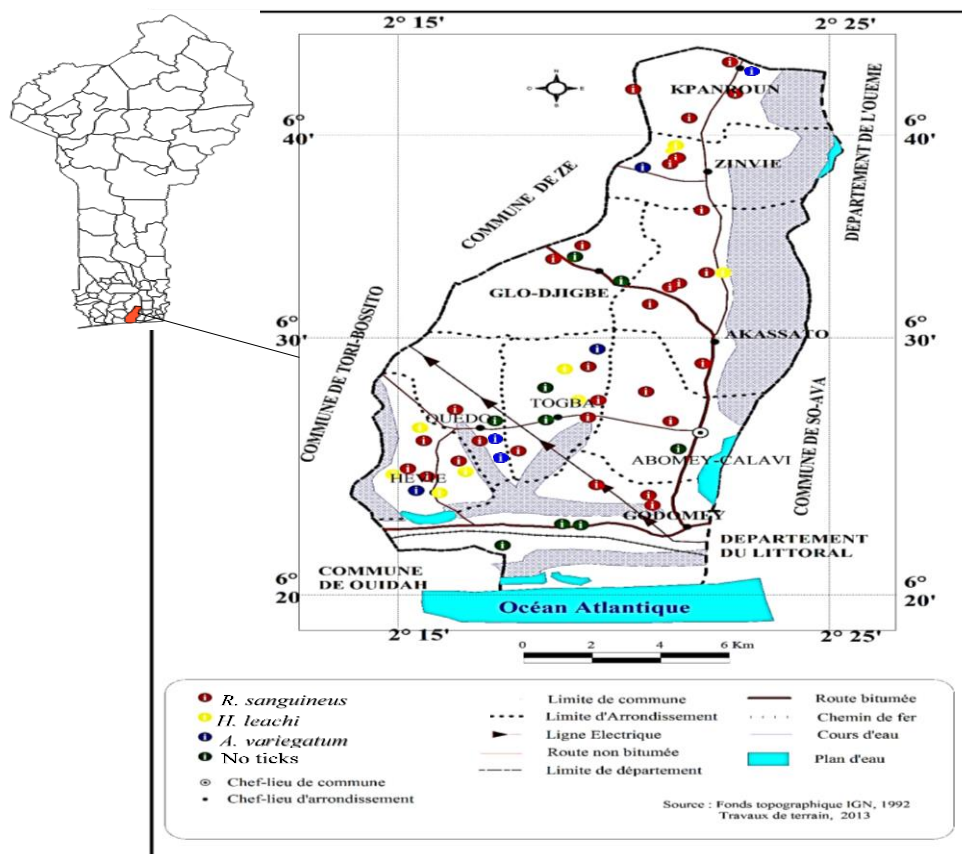 2° 15'
2° 25'
N
O
E
S
KPANROUN
6°
40'
6°
40'
ZINVIE
DEPARTEMENT DE L'OUEME
COMMUNE DE ZE
GLO-DJIGBE
6°
30'
AKASSATO
6°
30'
COMMUNE DE TORI-BOSSITO
TOGBA
OUEDO
ABOMEY-CALAVI
COMMUNE DE SO-AVA
HEVIE
GODOMEY
DEPARTEMENT
DU LITTORAL
COMMUNE
DE OUIDAH
6°
20'
6°
20'
Océan Atlantique
2° 15'
2° 25'
0 2 4 6 Km
R. sanguineus
H. leachi
A. variegatum
No ticks
Chef-lieu de commune
Chef-lieu d'arrondissement
Limite de commune
Limite d'Arrondissement
Ligne Electrique
Route non bitumée
Limite de département
Route bitumée
Chemin de fer
Cours d'eau
Plan d'eau
Source : Fonds topographique IGN, 1992
Travaux de terrain, 2013